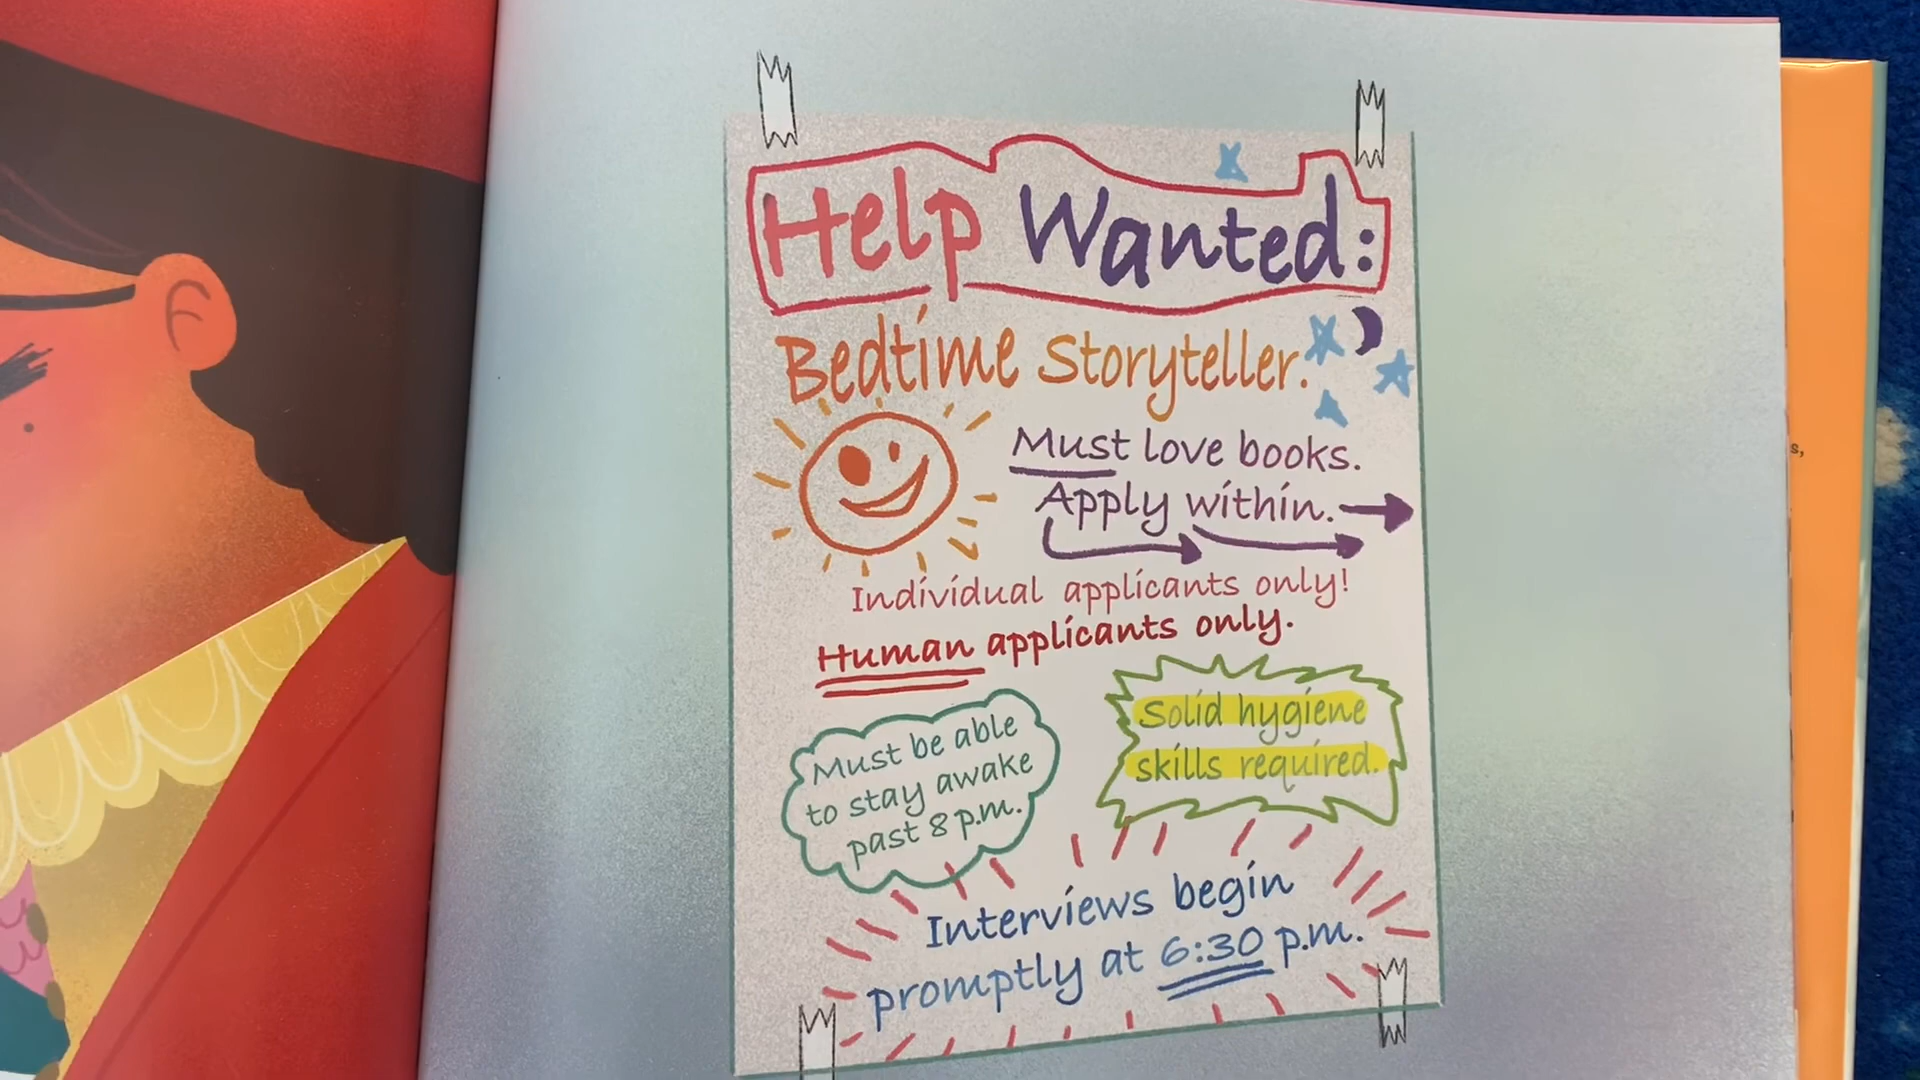 Help Wanted:
Bedtime Storyteller.
Must love books.
Apply within.
Individual applicants only!
Human applicants only.
Must be able
to stay awake
past 8 p.m.
Solid hygiene
skills required.
Interviews begin
promptly at 6:30 p.m.
s,